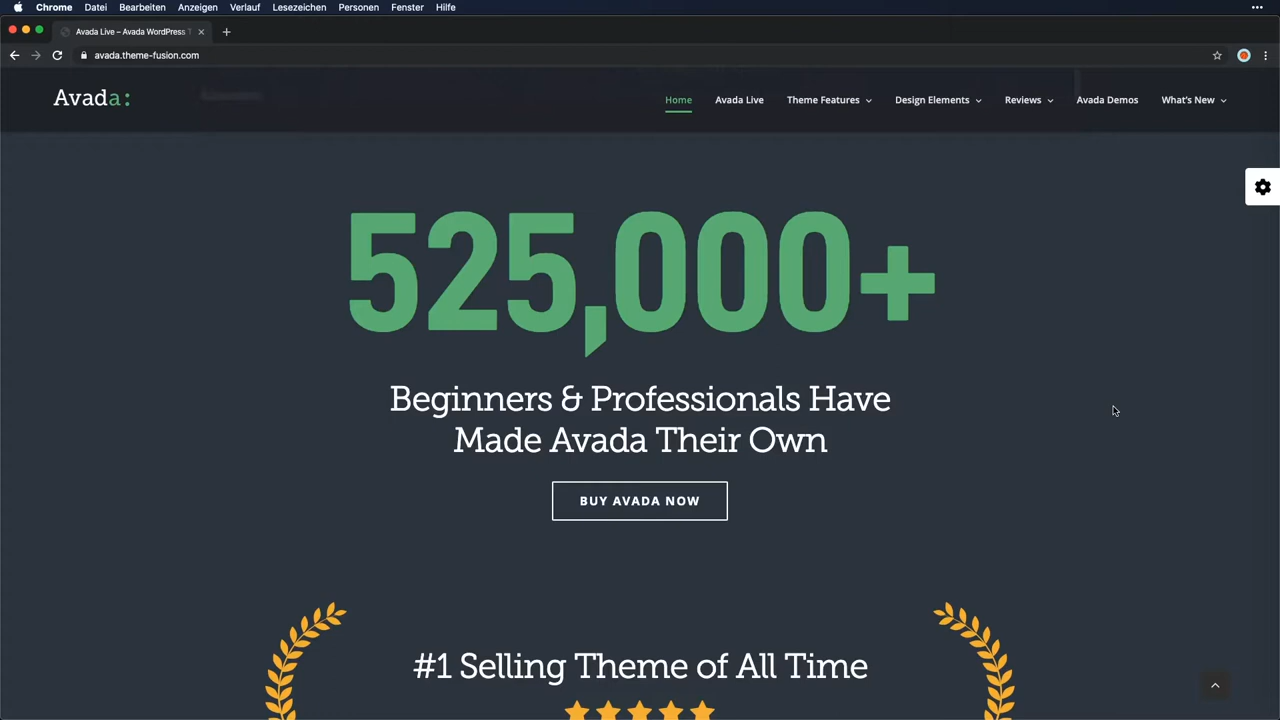 Chrome Datei Bearbeiten Anzeigen Verlauf Lesezeichen Personen Fenster Hilfe
Avada Live – Avada WordPress T
avada.theme-fusion.com
Avada:
Home Avada Live Theme Features Design Elements Reviews Avada Demos What's New
525,000+
Beginners & Professionals Have
Made Avada Their Own
BUY AVADA NOW
#1 Selling Theme of All Time